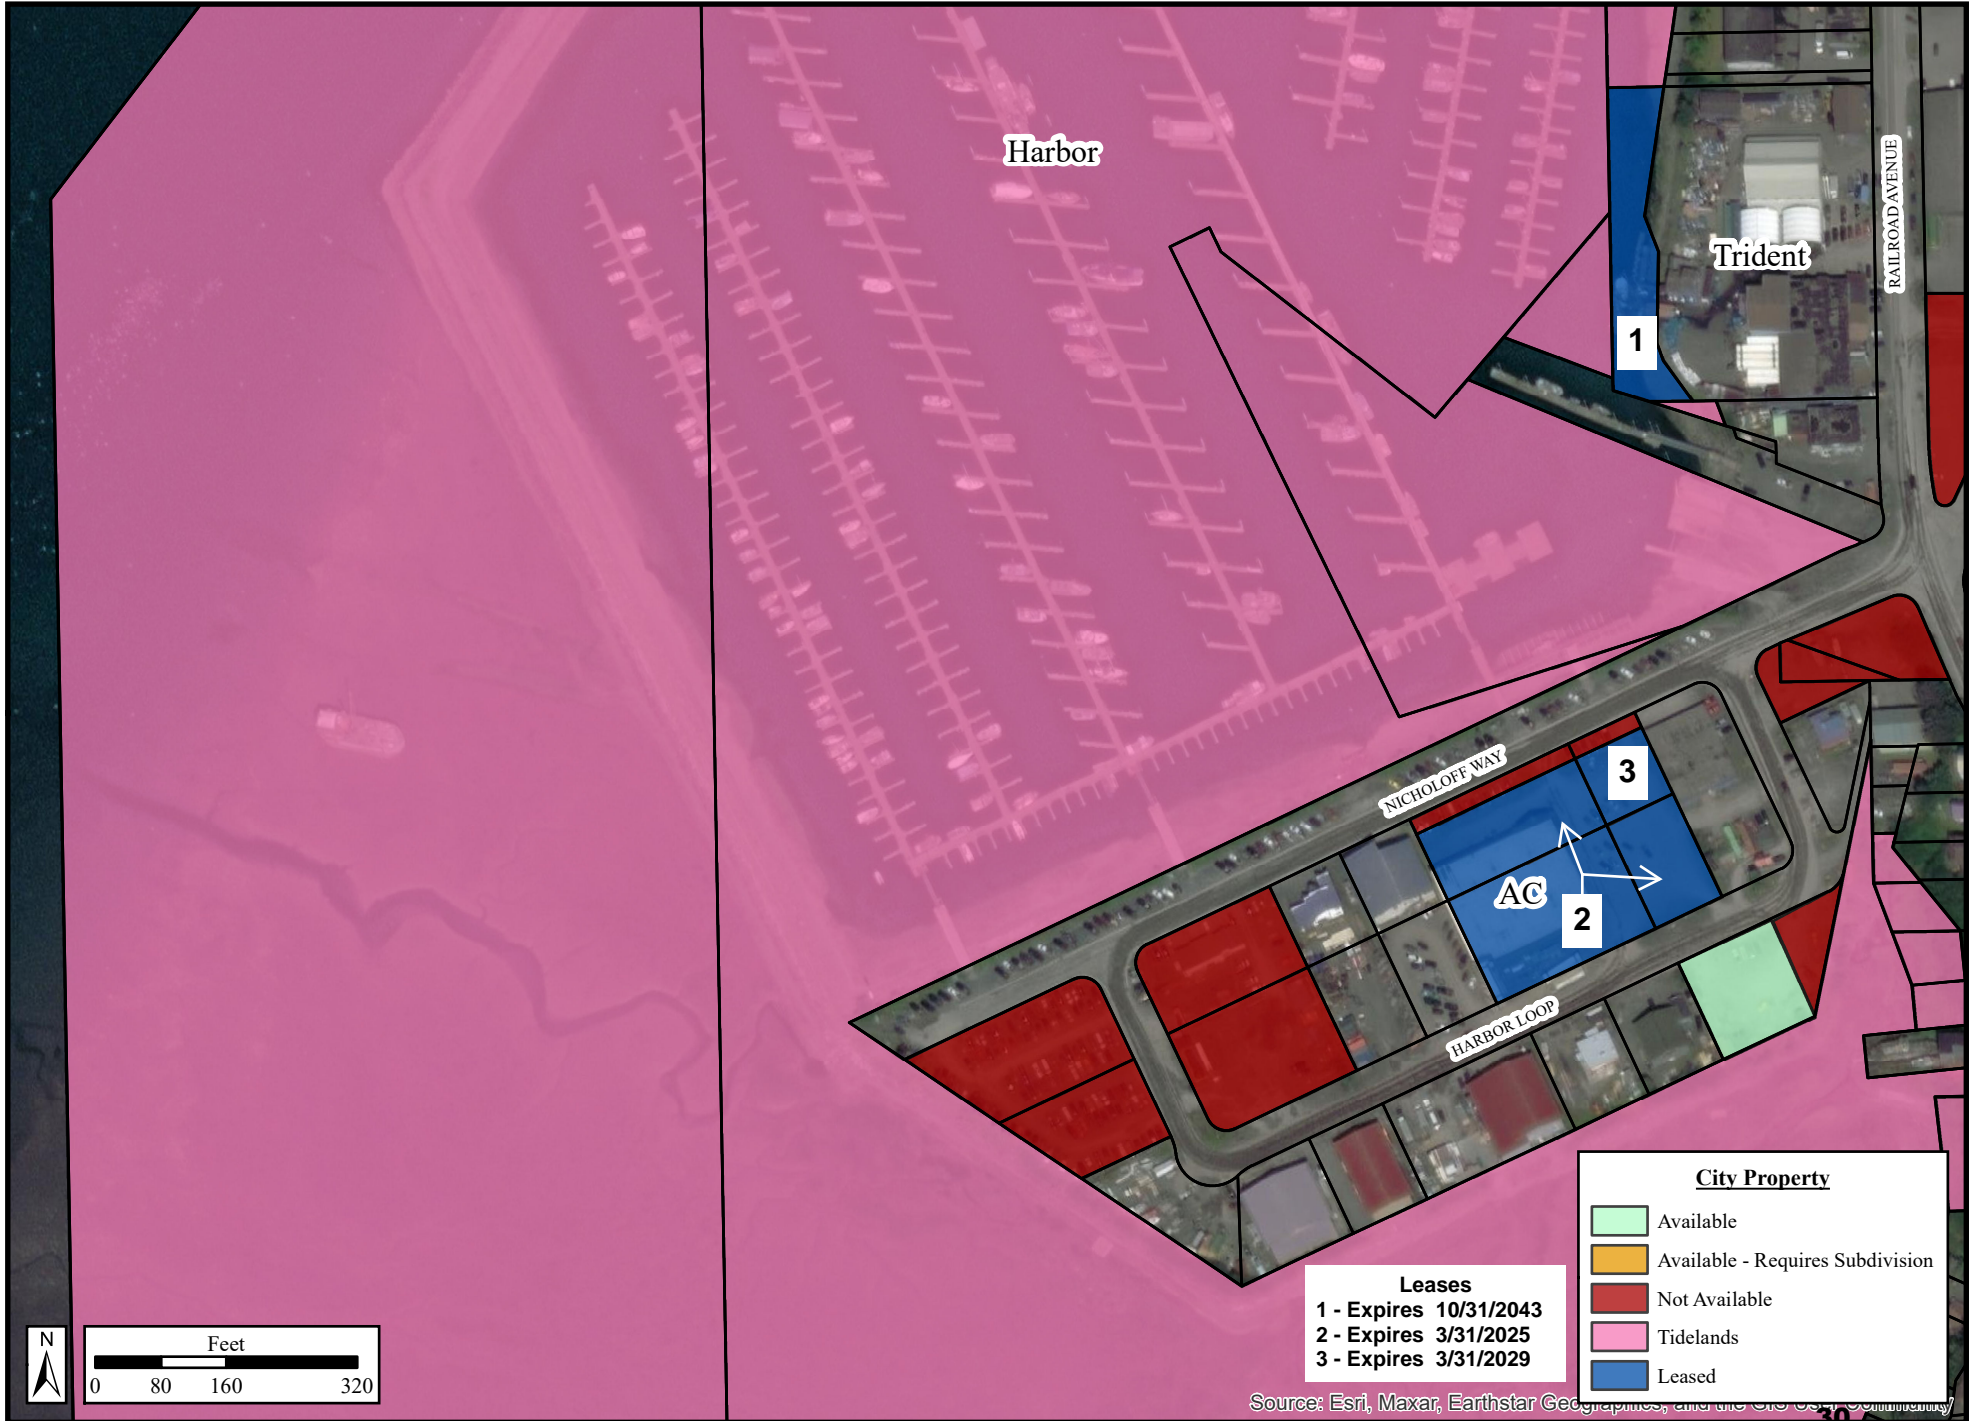 Harbor
RAILROAD AVENUE
Trident
1
NICHOLOFF WAY
3
AC
2
HARBOR LOOP
City Property
Available
Available - Requires Subdivision
Not Available
Tidelands
Leased
Leases
1 - Expires 10/31/2043
2 - Expires 3/31/2025
3 - Expires 3/31/2029
N
Feet
0 80 160 320
Source: Esri, Maxar, Earthstar Geographics, and the GIS User Community
30